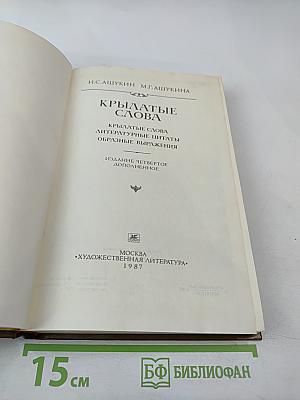 Н.С.АШУКИН М.Г.АШУКИНА
КРЫЛАТЫЕ
СЛОВА
КРЫЛАТЫЕ СЛОВА
ЛИТЕРАТУРНЫЕ ЦИТАТЫ
ОБРАЗНЫЕ ВЫРАЖЕНИЯ
ИЗДАНИЕ ЧЕТВЕРТОЕ
ДОПОЛНЕННОЕ
МОСКВА
«ХУДОЖЕСТВЕННАЯ ЛИТЕРАТУРА»
1987
15 СМ
БФ БИБЛИОФАН